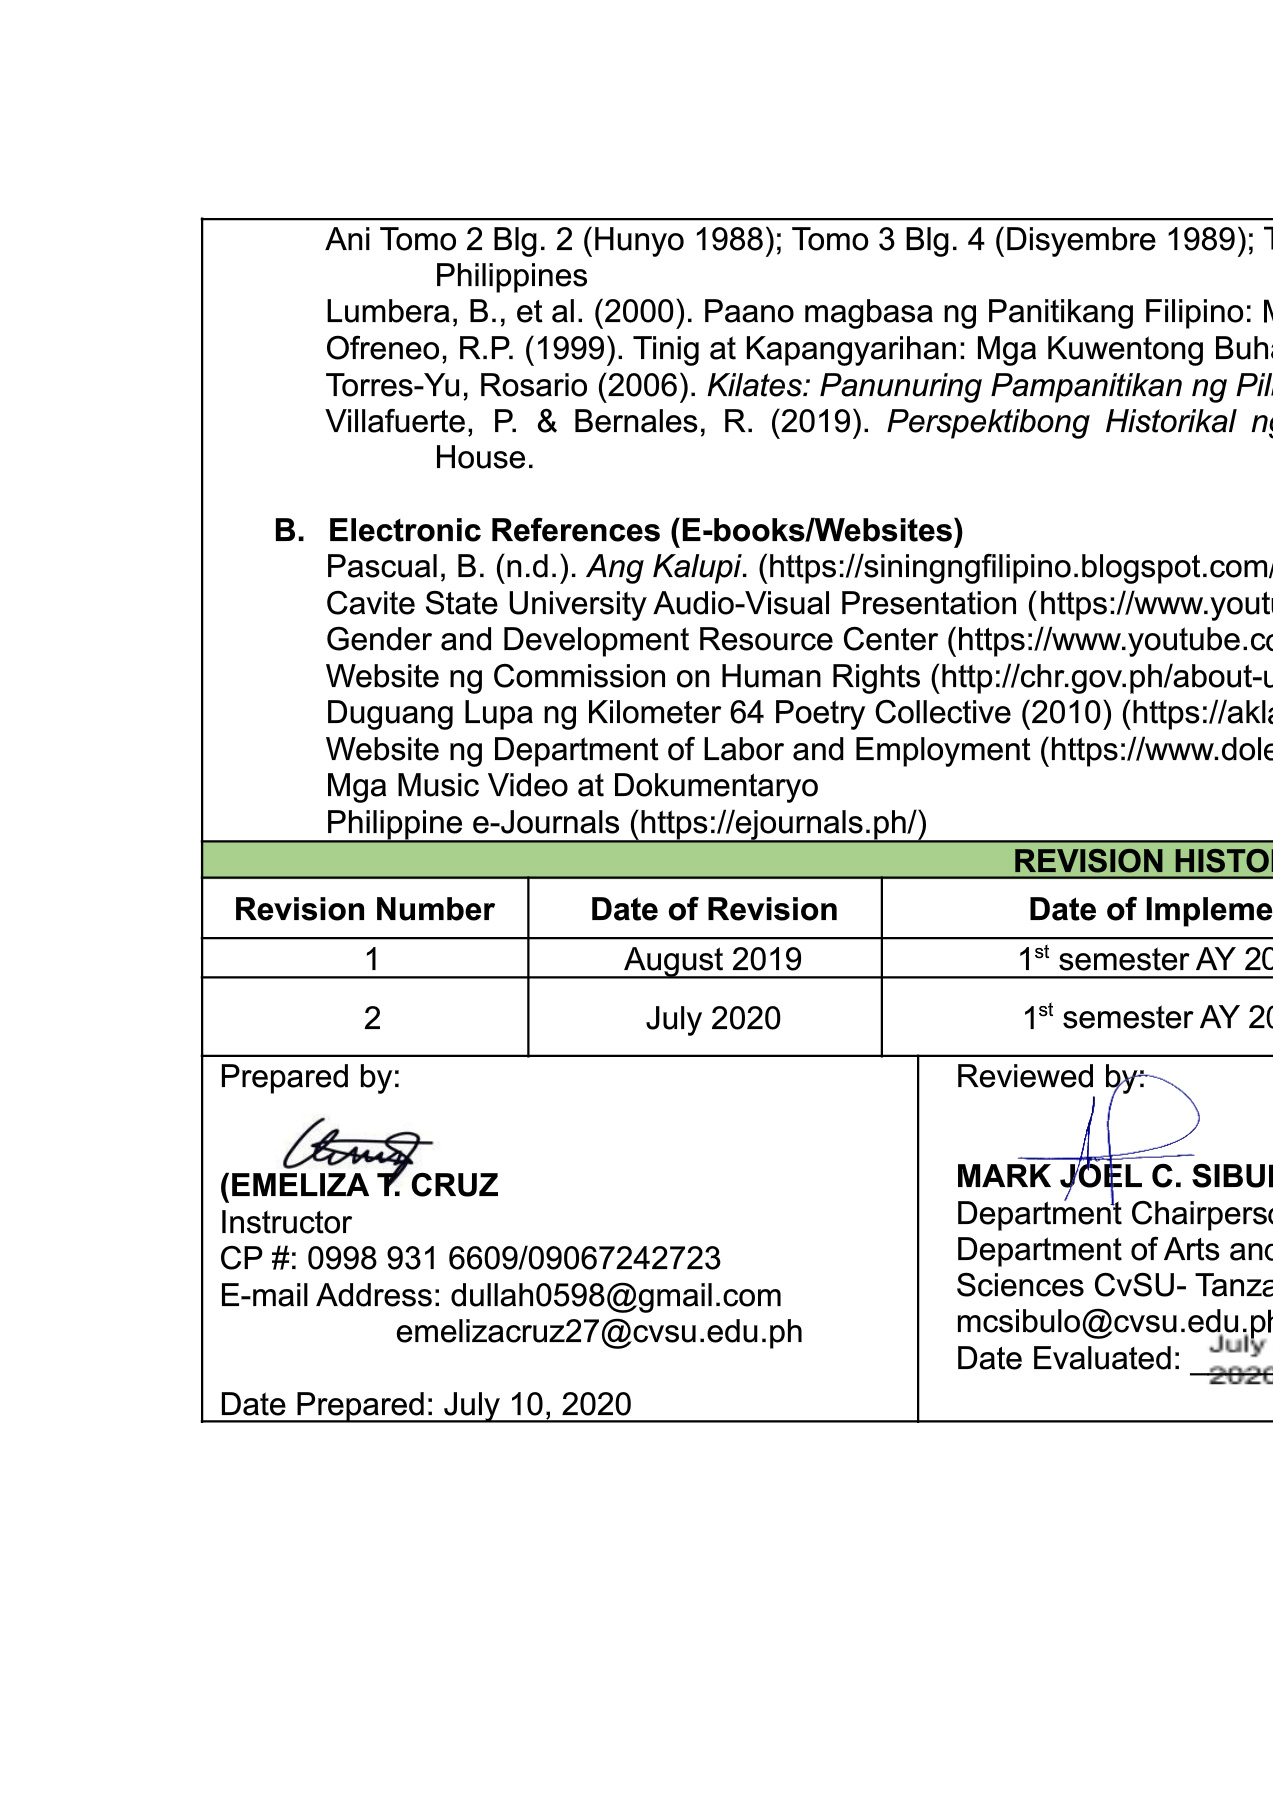 Ani Tomo 2 Blg. 2 (Hunyo 1988); Tomo 3 Blg. 4 (Disyembre 1989); T
Philippines
Lumbera, B., et al. (2000). Paano magbasa ng Panitikang Filipino: M
Ofreneo, R.P. (1999). Tinig at Kapangyarihan: Mga Kuwentong Buha
Torres-Yu, Rosario (2006). Kilates: Panunuring Pampanitikan ng Pili
Villafuerte, P. & Bernales, R. (2019). Perspektibong Historikal ng
House.
B. Electronic References (E-books/Websites)
Pascual, B. (n.d.). Ang Kalupi. (https://siningngfilipino.blogspot.com/
Cavite State University Audio-Visual Presentation (https://www.youtu
Gender and Development Resource Center (https://www.youtube.co
Website ng Commission on Human Rights (http://chr.gov.ph/about-u
Duguang Lupa ng Kilometer 64 Poetry Collective (2010) (https://akla
Website ng Department of Labor and Employment (https://www.dole
Mga Music Video at Dokumentaryo
Philippine e-Journals (https://ejournals.ph/)
REVISION HISTO
Revision Number Date of Revision Date of Impleme
1 August 2019 1st semester AY 20
2 July 2020 1st semester AY 20
Prepared by:
(EMELIZA T. CRUZ
Instructor
CP #: 0998 931 6609/09067242723
E-mail Address: dullah0598@gmail.com
emelizacruz27@cvsu.edu.ph
Date Prepared: July 10, 2020
Reviewed by:
MARK JOEL C. SIBUL
Department Chairperso
Department of Arts and
Sciences CvSU- Tanza
mcsibulo@cvsu.edu.ph
Date Evaluated: July
2020